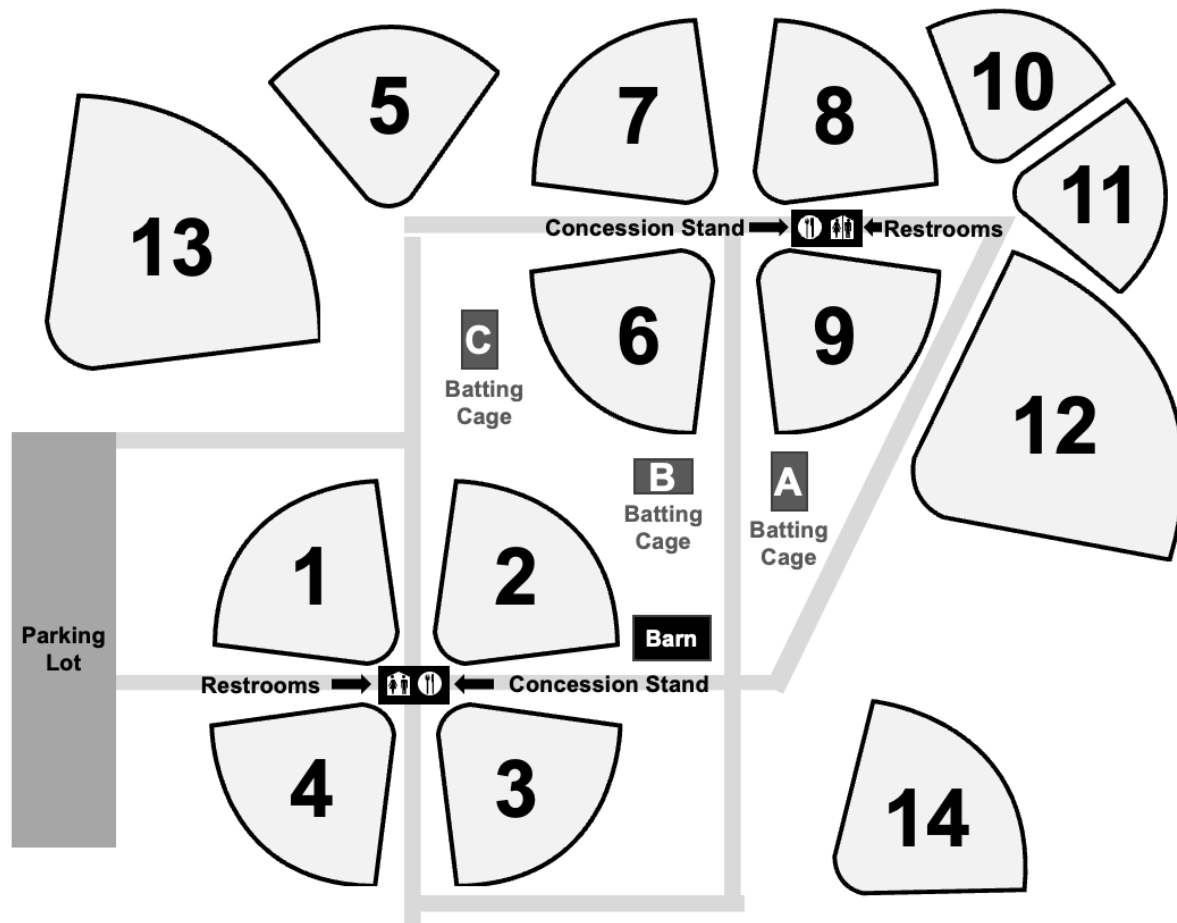 10
5
7
8
11
13
Concession Stand
Restrooms
6
9
C
Batting
Cage
12
B
Batting
Cage
A
Batting
Cage
1
2
Parking
Lot
Barn
Restrooms
Concession Stand
4
3
14